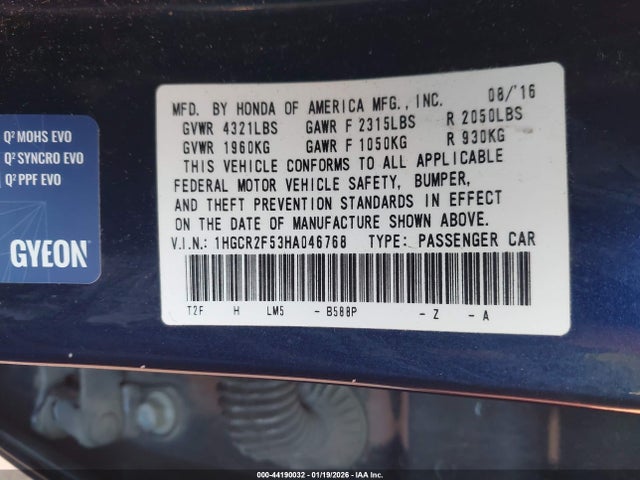 MFD. BY HONDA OF AMERICA MFG., INC. 08/'16
GVWR 4321LBS GAWR F 2315LBS R 2050LBS
GVWR 1960KG GAWR F 1050KG R 930KG
THIS VEHICLE CONFORMS TO ALL APPLICABLE
FEDERAL MOTOR VEHICLE SAFETY, BUMPER,
AND THEFT PREVENTION STANDARDS IN EFFECT
ON THE DATE OF MANUFACTURE SHOWN ABOVE.
V.I.N.: 1HGCR2F53HA046768 TYPE: PASSENGER CAR
T2F H LM5 - B588P - Z - A
Q² MOHS EVO
Q² SYNCRO EVO
Q² PPF EVO
GYEON
000-44190032 - 01/19/2026 - IAA Inc.